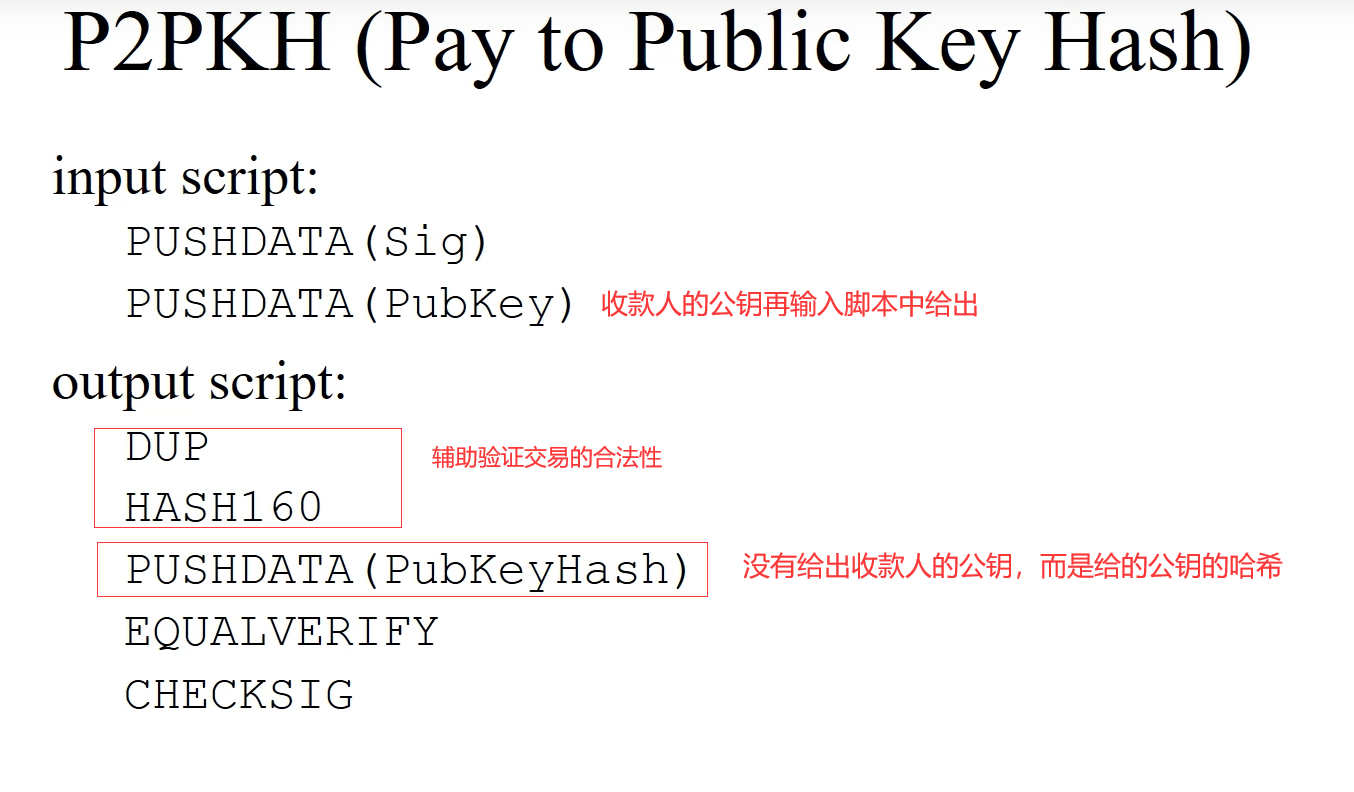 P2PKH (Pay to Public Key Hash)
input script:
PUSHDATA(Sig)
PUSHDATA(PubKey) 收款人的公钥再输入脚本中给出
output script:
DUP
辅助验证交易的合法性
HASH160
PUSHDATA(PubKeyHash) 没有给出收款人的公钥，而是给的公钥的哈希
EQUALVERIFY
CHECKSIG